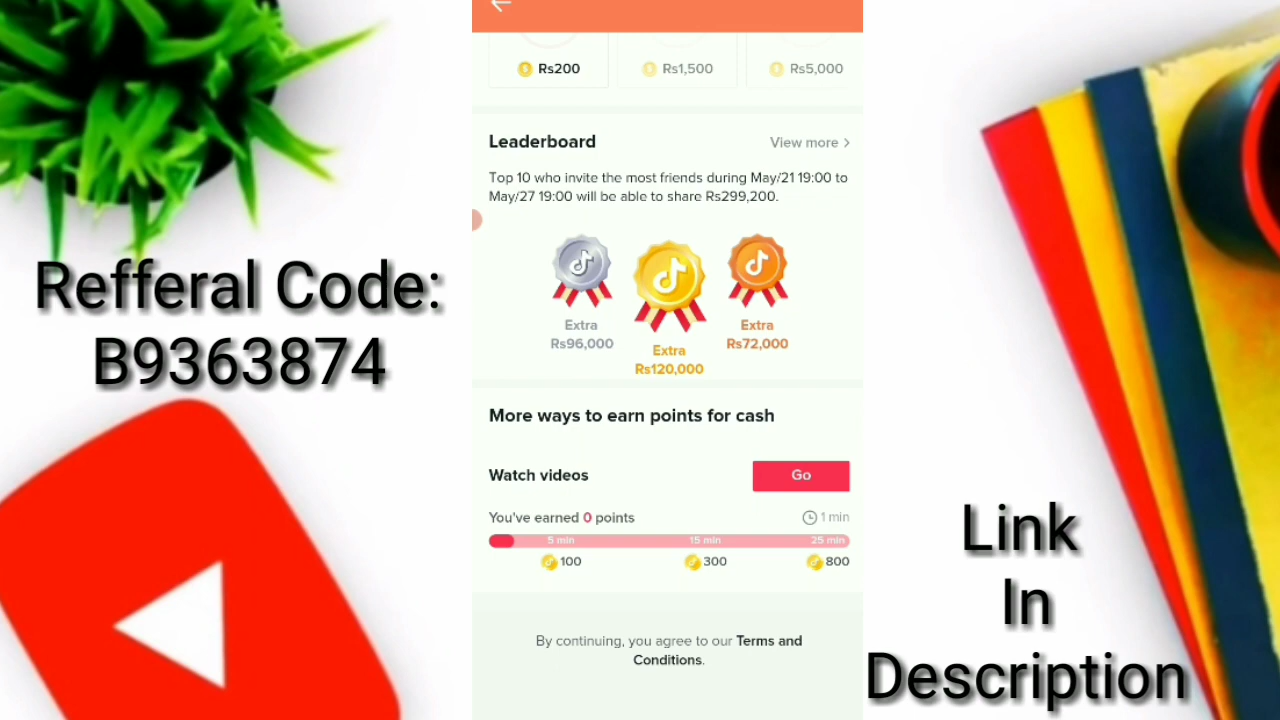 Refferal Code:
B9363874
Rs200
Rs1,500
Rs5,000
Leaderboard
View more >
Top 10 who invite the most friends during May/21 19:00 to
May/27 19:00 will be able to share Rs299,200.
Extra
Rs96,000
Extra
Rs120,000
Extra
Rs72,000
More ways to earn points for cash
Watch videos
Go
You've earned 0 points
1 min
5 min
15 min
25 min
100
300
800
By continuing, you agree to our Terms and
Conditions.
Link
In
Description